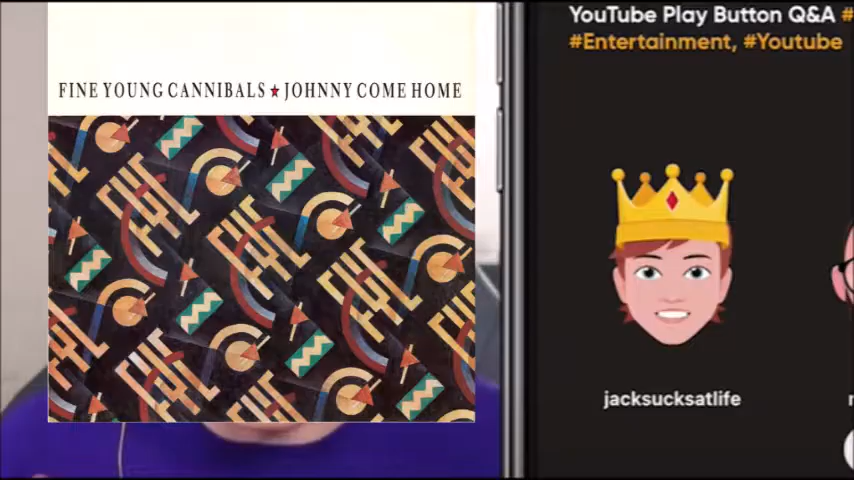 FINE YOUNG CANNIBALS ★ JOHNNY COME HOME
YouTube Play Button Q&A #
#Entertainment, #Youtube
jacksucksatlife